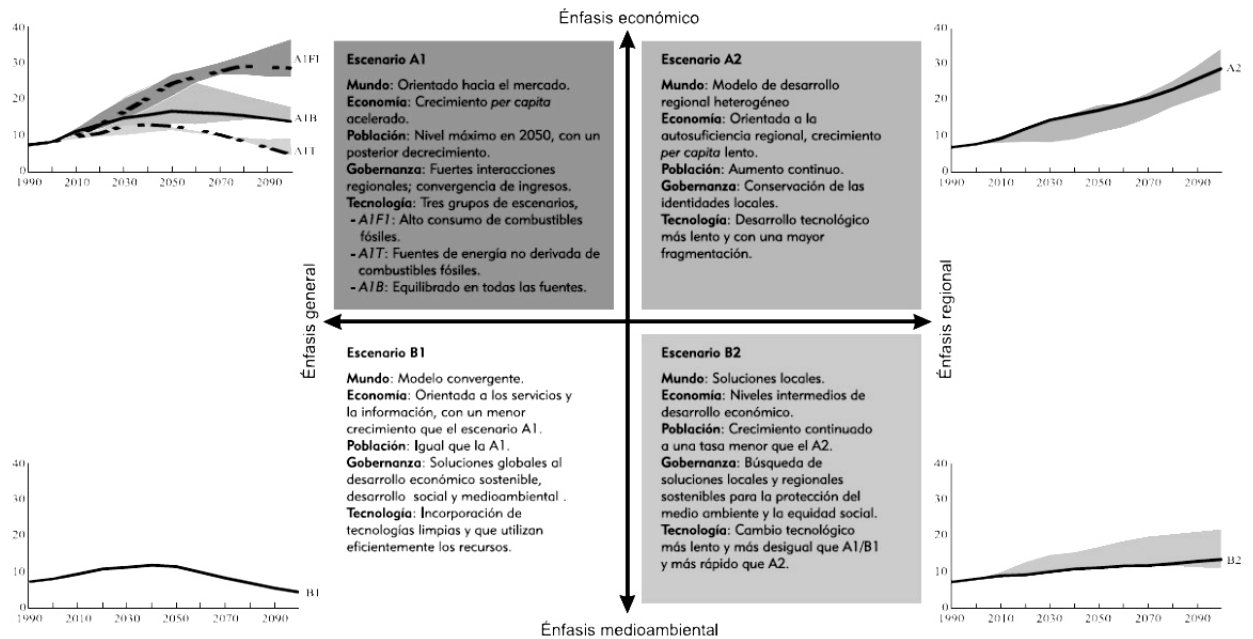 Énfasis económico
40
30
20
10
0
1990 2010 2030 2050 2070 2090
A1F1
A1B
A1T
Escenario A1
Mundo: Orientado hacia el mercado.
Economía: Crecimiento per capita
acelerado.
Población: Nivel máximo en 2050, con un
posterior decrecimiento.
Gobernanza: Fuertes interacciones
regionales; convergencia de ingresos.
Tecnología: Tres grupos de escenarios,
- A1F1: Alto consumo de combustibles
fósiles.
- A1T: Fuentes de energía no derivada de
combustibles fósiles.
- A1B: Equilibrado en todas las fuentes.
Escenario A2
Mundo: Modelo de desarrollo
regional heterogéneo
Economía: Orientada a la
autosuficiencia regional, crecimiento
per capita lento.
Población: Aumento continuo.
Gobernanza: Conservación de las
identidades locales.
Tecnología: Desarrollo tecnológico
más lento y con una mayor
fragmentación.
40
30
20
10
0
1990 2010 2030 2050 2070 2090
A2
Énfasis general
Énfasis regional
40
30
20
10
0
1990 2010 2030 2050 2070 2090
B1
Escenario B1
Mundo: Modelo convergente.
Economía: Orientada a los servicios y
la información, con un menor
crecimiento que el escenario A1.
Población: Igual que la A1.
Gobernanza: Soluciones globales al
desarrollo económico sostenible,
desarrollo social y medioambiental .
Tecnología: Incorporación de
tecnologías limpias y que utilizan
eficientemente los recursos.
Escenario B2
Mundo: Soluciones locales.
Economía: Niveles intermedios de
desarrollo económico.
Población: Crecimiento continuado
a una tasa menor que el A2.
Gobernanza: Búsqueda de
soluciones locales y regionales
sostenibles para la protección del
medio ambiente y la equidad social.
Tecnología: Cambio tecnológico
más lento y más desigual que A1/B1
y más rápido que A2.
40
30
20
10
0
1990 2010 2030 2050 2070 2090
B2
Énfasis medioambiental